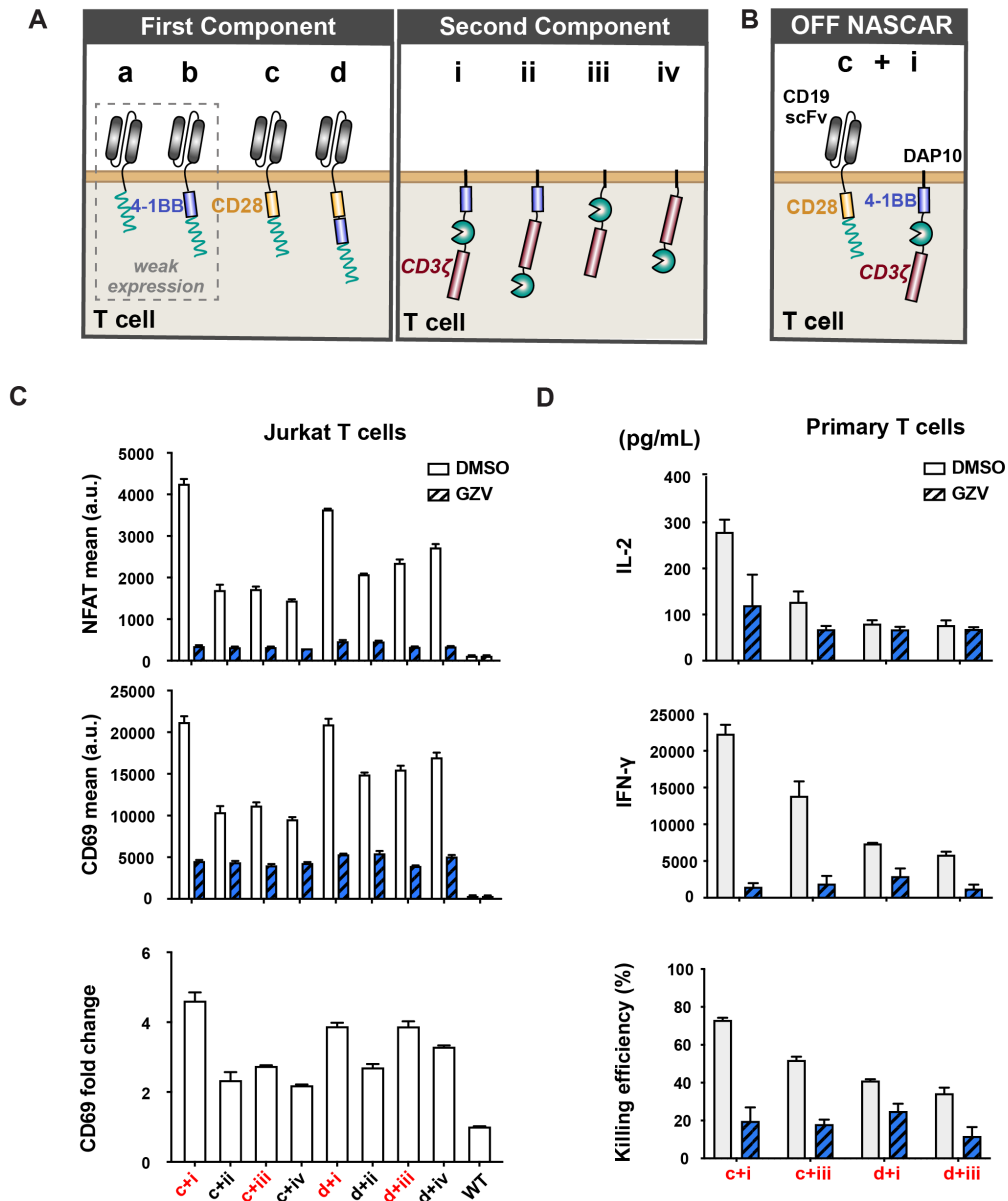 A
First Component
a b c d
4-1BB
CD28
weak
expression
T cell
Second Component
i ii iii iv
CD3ζ
T cell
B
OFF NASCAR
c + i
CD19
scFv
DAP10
CD28
4-1BB
CD3ζ
T cell
C
Jurkat T cells
NFAT mean (a.u.)
5000
4000
3000
2000
1000
0
DMSO
GZV
CD69 mean (a.u.)
25000
20000
15000
10000
5000
0
CD69 fold change
6
4
2
0
c+i c+ii c+iii c+iv d+i d+ii d+iii d+iv WT
D
(pg/mL)
Primary T cells
IL-2
400
300
200
100
0
DMSO
GZV
IFN-γ
25000
20000
15000
10000
5000
0
Killing efficiency (%)
100
80
60
40
20
0
c+i c+iii d+i d+iii